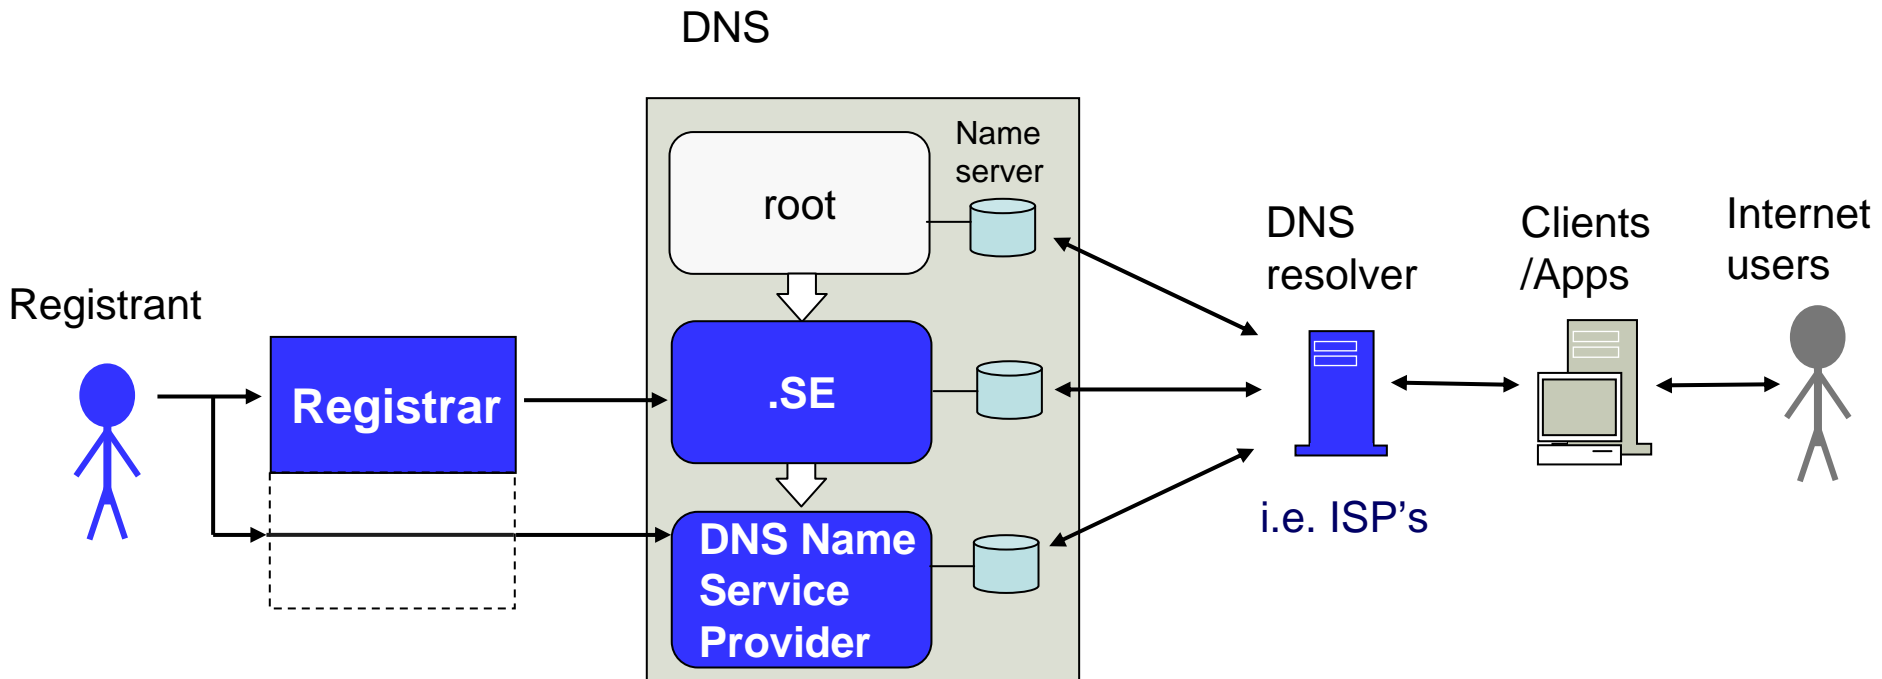 DNS
Registrant
Registrar
root
Name
server
.SE
DNS Name
Service
Provider
DNS
resolver
i.e. ISP’s
Clients
/Apps
Internet
users